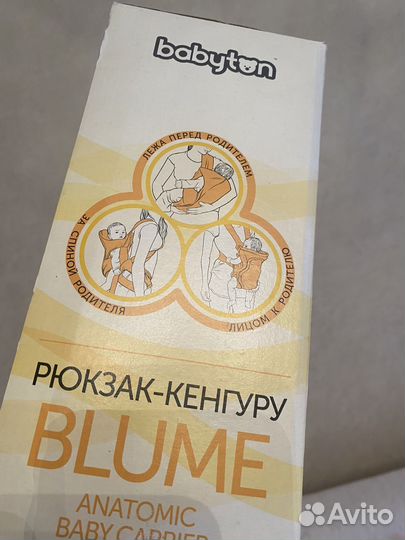 babyton
ЛЕЖА ПЕРЕД РОДИТЕЛЕМ
ЗА СПИНОЙ РОДИТЕЛЯ
ЛИЦОМ К РОДИТЕЛЮ
РЮКЗАК-КЕНГУРУ
BLUME
ANATOMIC
BABY CARRIER
Avito